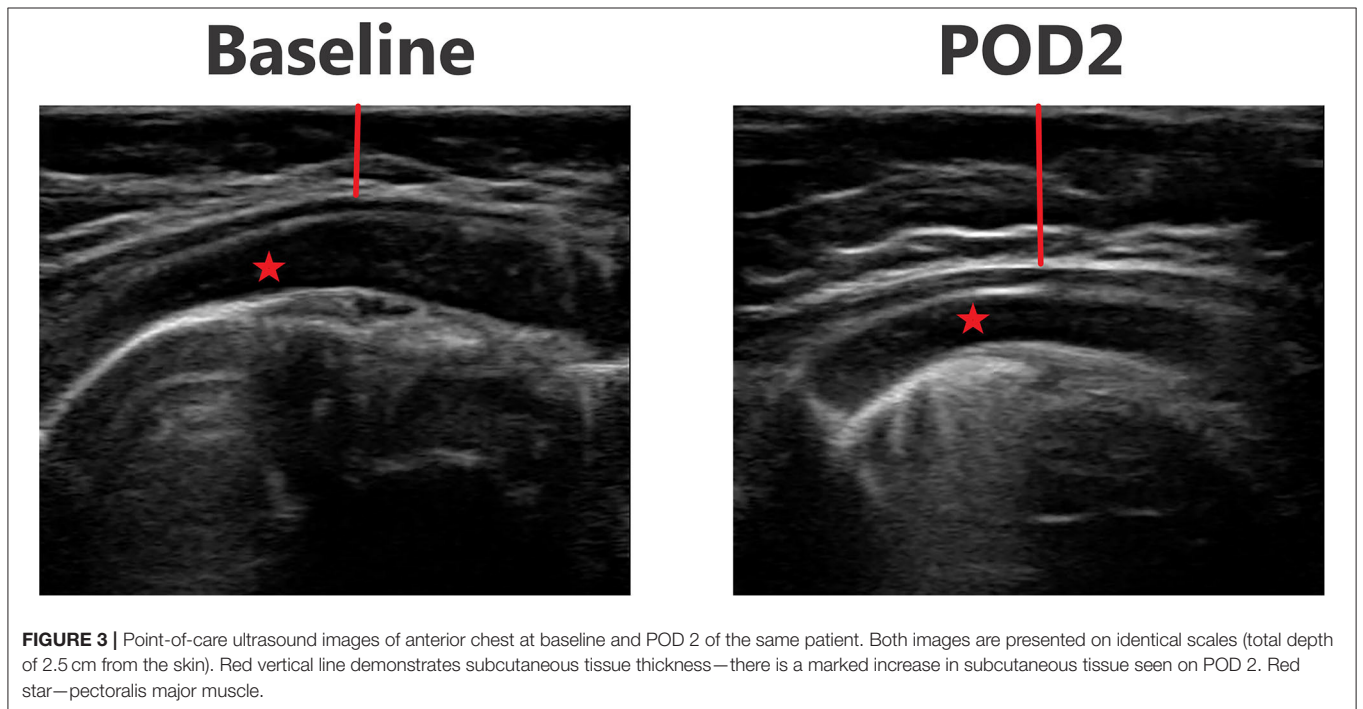 Baseline
POD2
FIGURE 3 | Point-of-care ultrasound images of anterior chest at baseline and POD 2 of the same patient. Both images are presented on identical scales (total depth
of 2.5 cm from the skin). Red vertical line demonstrates subcutaneous tissue thickness—there is a marked increase in subcutaneous tissue seen on POD 2. Red
star—pectoralis major muscle.